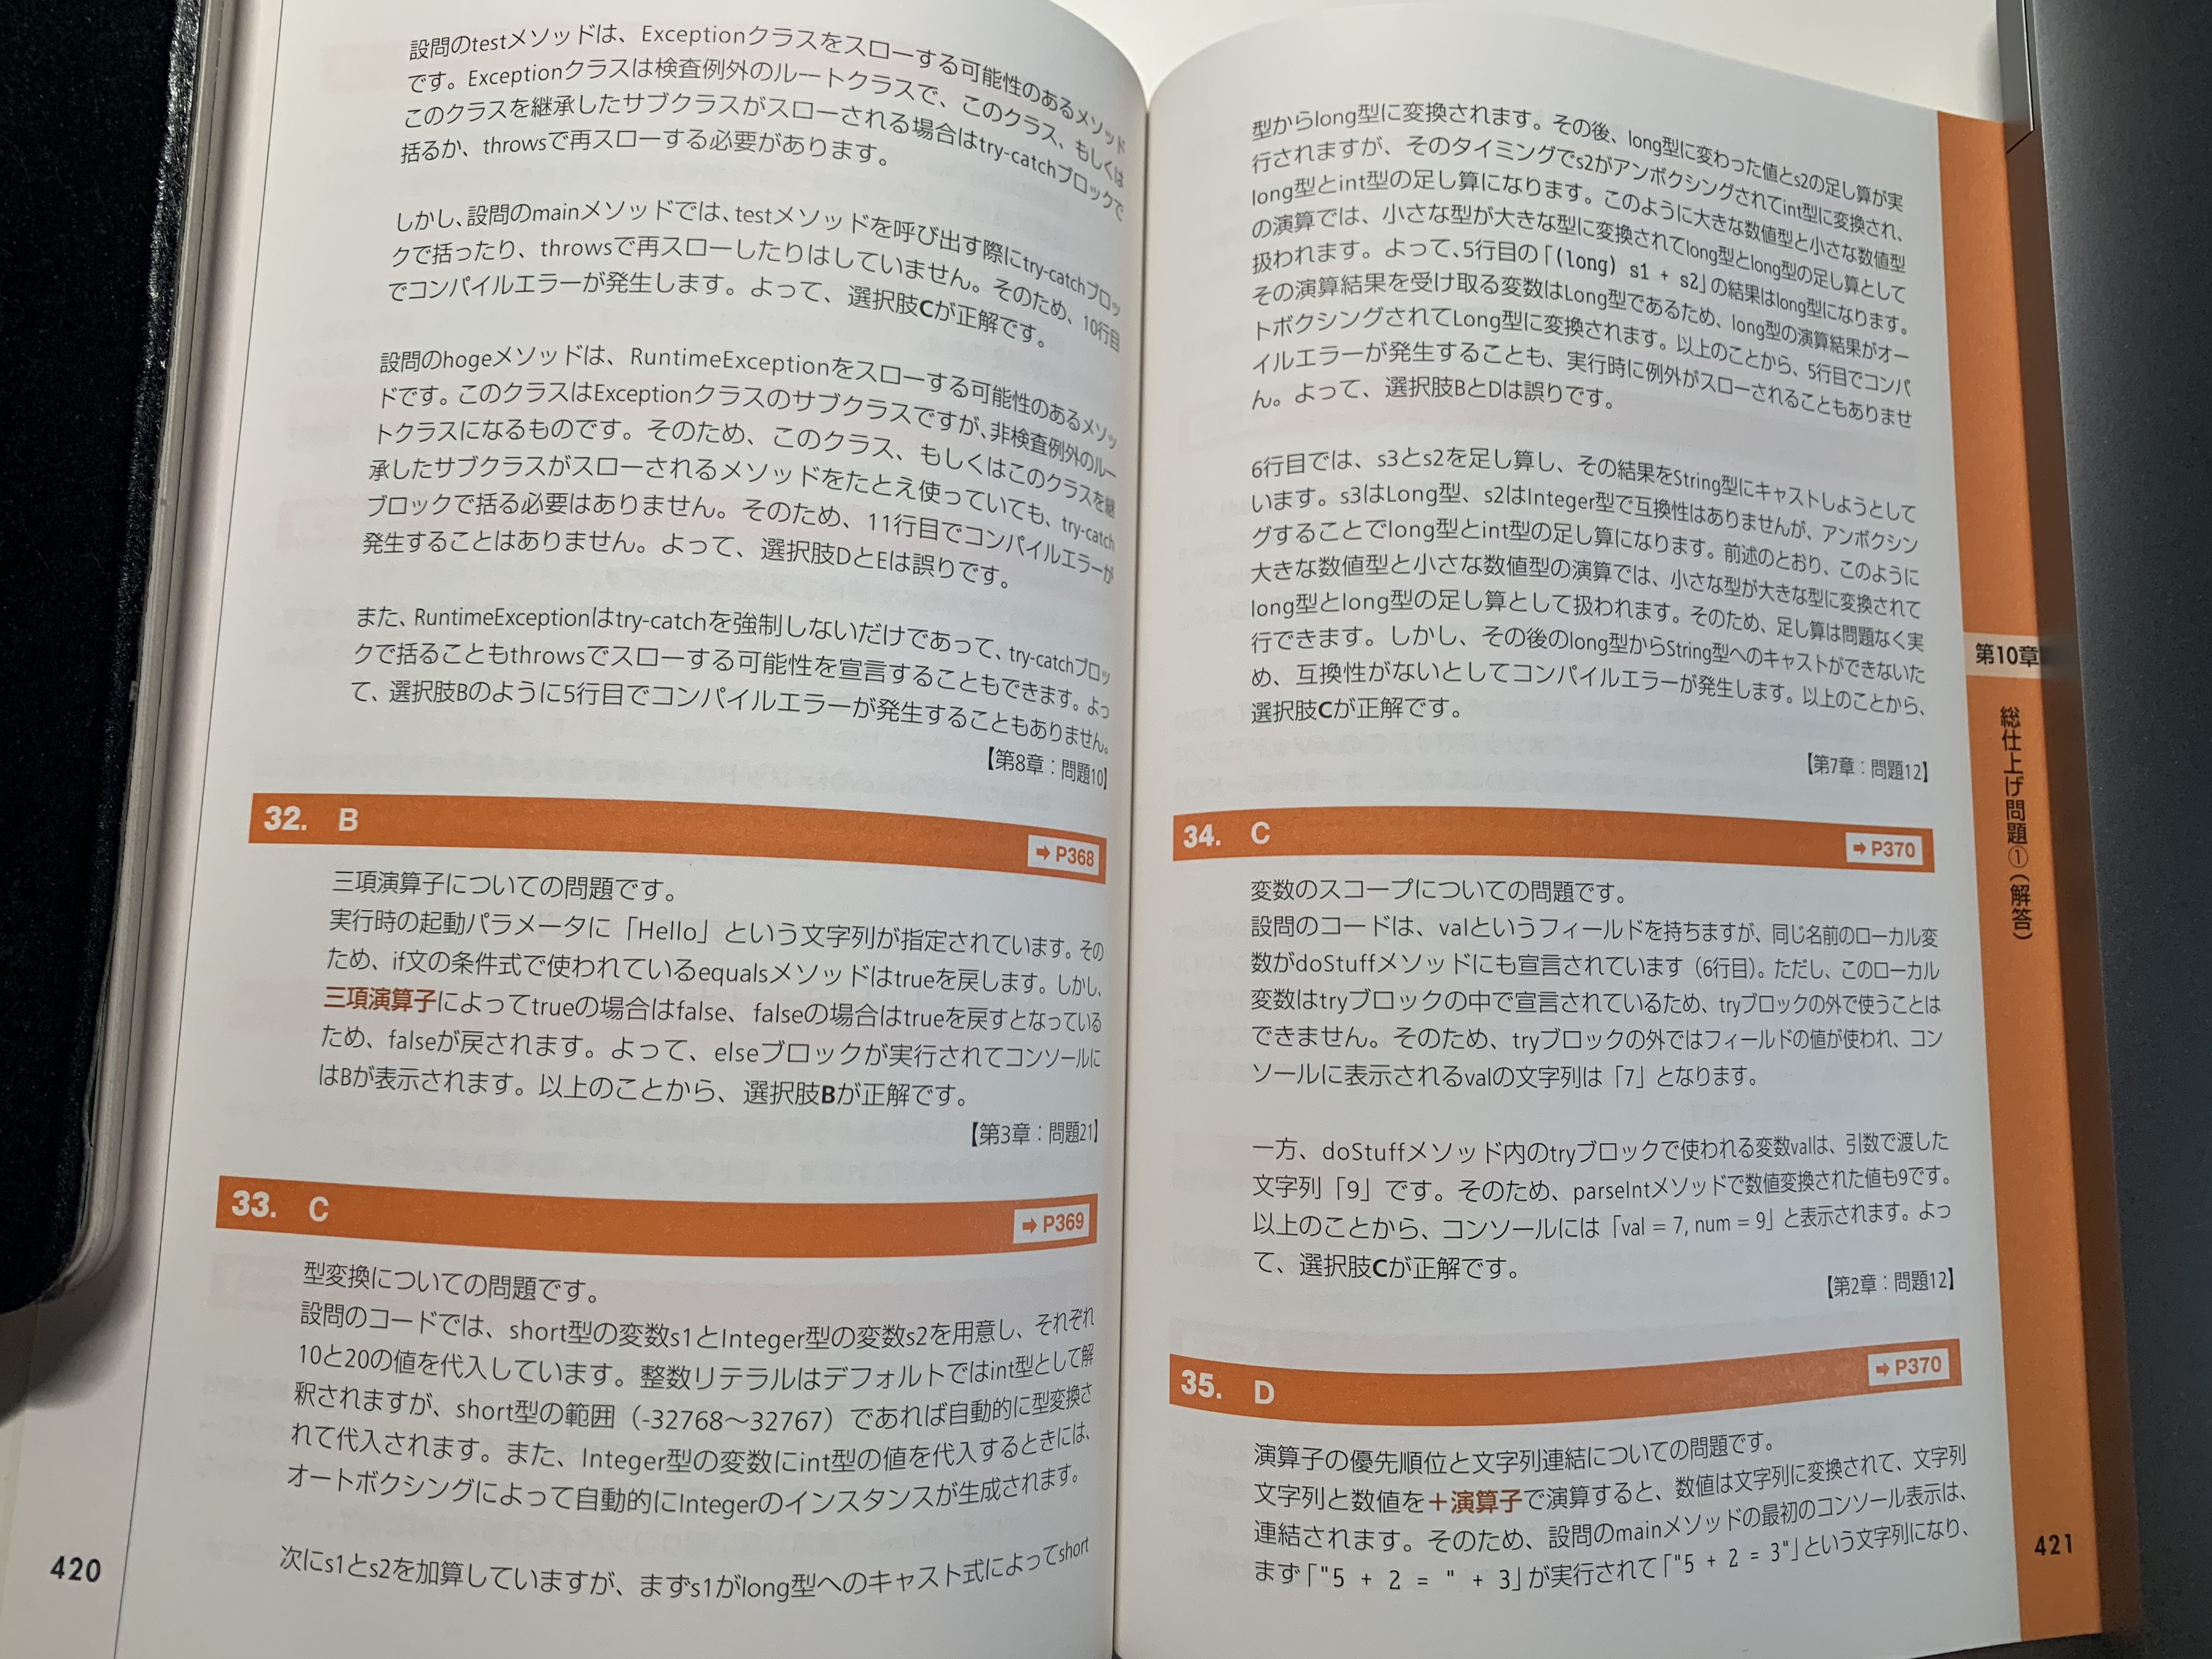 設問のtestメソッドは、Exceptionクラスをスローする可能性のあるメソッド
です。Exceptionクラスは検査例外のルートクラスで、このクラス、もしくは
このクラスを継承したサブクラスがスローされる場合はtry-catchブロックで
括るか、throwsで再スローする必要があります。
しかし、設問のmainメソッドでは、testメソッドを呼び出す際にtry-catchブロッ
クで括ったり、throwsで再スローしたりはしていません。そのため、10行目
でコンパイルエラーが発生します。よって、選択肢Cが正解です。
設問のhogeメソッドは、RuntimeExceptionをスローする可能性のあるメソッ
ドです。このクラスはExceptionクラスのサブクラスですが、非検査例外のルー
トクラスになるものです。そのため、このクラス、もしくはこのクラスを継
承したサブクラスがスローされるメソッドをたとえ使っていても、try-catch
ブロックで括る必要はありません。そのため、11行目でコンパイルエラーが
発生することはありません。よって、選択肢DとEは誤りです。
また、RuntimeExceptionはtry-catchを強制しないだけであって、try-catchブロッ
クで括ることもthrowsでスローする可能性を宣言することもできます。よっ
て、選択肢Bのように5行目でコンパイルエラーが発生することもありません。
【第8章：問題10】
32. B
➡ P368
三項演算子についての問題です。
実行時の起動パラメータに「Hello」という文字列が指定されています。その
ため、if文の条件式で使われているequalsメソッドはtrueを戻します。しかし、
三項演算子によってtrueの場合はfalse、falseの場合はtrueを戻すとなっている
ため、falseが戻されます。よって、elseブロックが実行されてコンソールに
はBが表示されます。以上のことから、選択肢Bが正解です。
【第3章：問題21】
33. C
➡ P369
型変換についての問題です。
設問のコードでは、short型の変数s1とInteger型の変数s2を用意し、それぞれ
10と20の値を代入しています。整数リテラルはデフォルトではint型として解
釈されますが、short型の範囲（-32768～32767）であれば自動的に型変換さ
れて代入されます。また、Integer型の変数にint型の値を代入するときには、
オートボクシングによって自動的にIntegerのインスタンスが生成されます。
次にs1とs2を加算していますが、まずs1がlong型へのキャスト式によってshort
420
型からlong型に変換されます。その後、long型に変わった値とs2の足し算が実
行されますが、そのタイミングでs2がアンボクシングされてint型に変換され、
long型とint型の足し算になります。このように大きな数値型と小さな数値型
の演算では、小さな型が大きな型に変換されてlong型とlong型の足し算として
扱われます。よって、5行目の「(long) s1 + s2」の結果はlong型になります。
その演算結果を受け取る変数はLong型であるため、long型の演算結果がオー
トボクシングされてLong型に変換されます。以上のことから、5行目でコンパ
イルエラーが発生することも、実行時に例外がスローされることもありませ
ん。よって、選択肢BとDは誤りです。
6行目では、s3とs2を足し算し、その結果をString型にキャストしようとして
います。s3はLong型、s2はInteger型で互換性はありませんが、アンボクシン
グすることでlong型とint型の足し算になります。前述のとおり、このように
大きな数値型と小さな数値型の演算では、小さな型が大きな型に変換されて
long型とlong型の足し算として扱われます。そのため、足し算は問題なく実
行できます。しかし、その後のlong型からString型へのキャストができないた
め、互換性がないとしてコンパイルエラーが発生します。以上のことから、
選択肢Cが正解です。
【第7章：問題12】
34. C
➡ P370
変数のスコープについての問題です。
設問のコードは、valというフィールドを持ちますが、同じ名前のローカル変
数がdoStuffメソッドにも宣言されています（6行目）。ただし、このローカル
変数はtryブロックの中で宣言されているため、tryブロックの外で使うことは
できません。そのため、tryブロックの外ではフィールドの値が使われ、コン
ソールに表示されるvalの文字列は「7」となります。
一方、doStuffメソッド内のtryブロックで使われる変数valは、引数で渡した
文字列「9」です。そのため、parseIntメソッドで数値変換された値も9です。
以上のことから、コンソールには「val = 7, num = 9」と表示されます。よっ
て、選択肢Cが正解です。
【第2章：問題12】
35. D
➡ P370
演算子の優先順位と文字列連結についての問題です。
文字列と数値を＋演算子で演算すると、数値は文字列に変換されて、文字列
連結されます。そのため、設問のmainメソッドの最初のコンソール表示は、
まず「"5 + 2 = " + 3」が実行されて「"5 + 2 = 3"」という文字列になり、
第10章
総仕上げ問題①（解答）
421